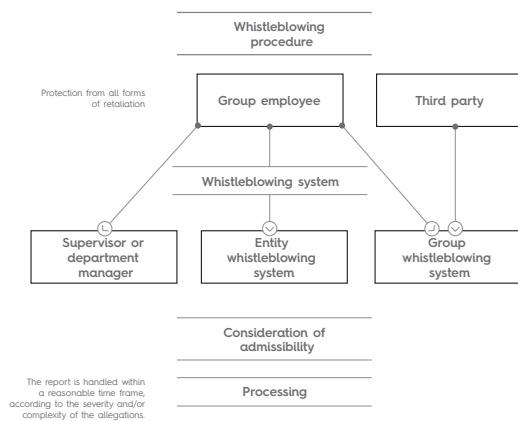 Whistleblowing
procedure
Protection from all forms
of retaliation
Group employee
Third party
Whistleblowing system
Supervisor or
department
manager
Entity
whistleblowing
system
Group
whistleblowing
system
Consideration of
admissibility
The report is handled within
a reasonable time frame,
according to the severity and/or
complexity of the allegations.
Processing